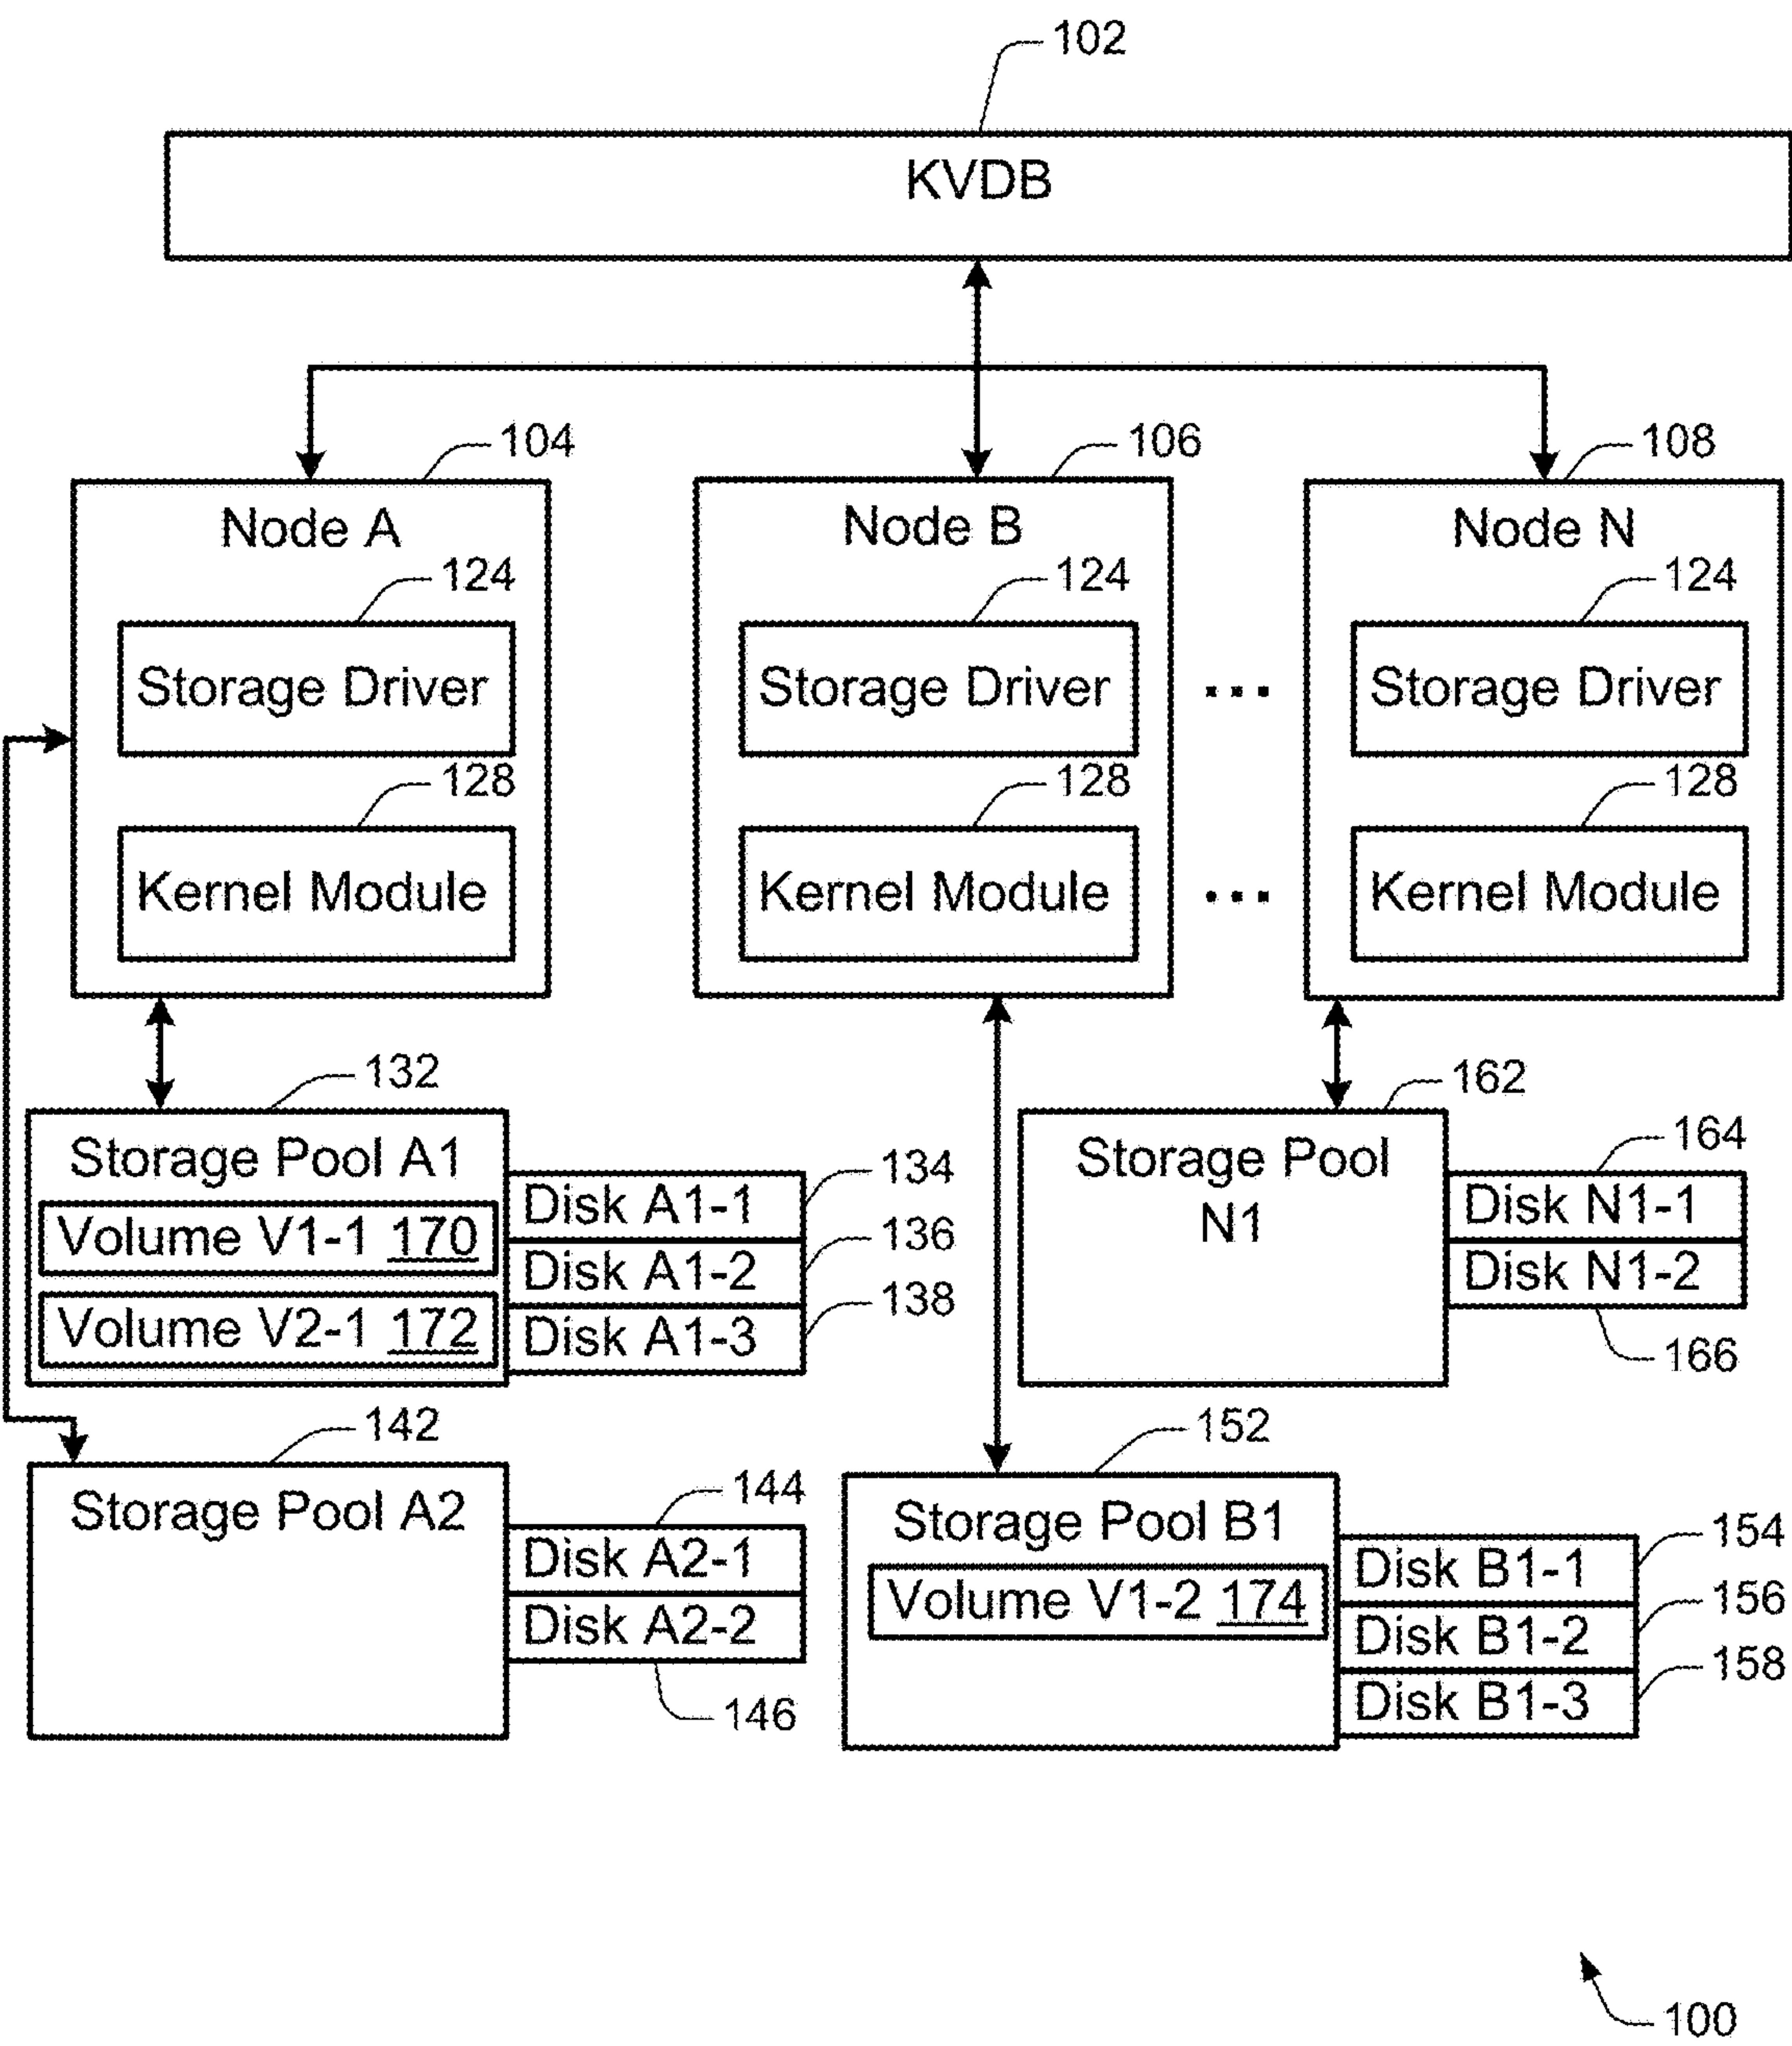 102
KVDB
104
106
108
Node A
Node B
Node N
124
124
124
Storage Driver
Storage Driver
...
Storage Driver
128
128
128
Kernel Module
Kernel Module
...
Kernel Module
132
162
Storage Pool A1
Volume V1-1 170
Volume V2-1 172
Disk A1-1
Disk A1-2
Disk A1-3
134
136
138
Storage Pool
N1
Disk N1-1
Disk N1-2
164
166
142
Storage Pool A2
144
Disk A2-1
Disk A2-2
146
152
Storage Pool B1
Volume V1-2 174
Disk B1-1
Disk B1-2
Disk B1-3
154
156
158
100